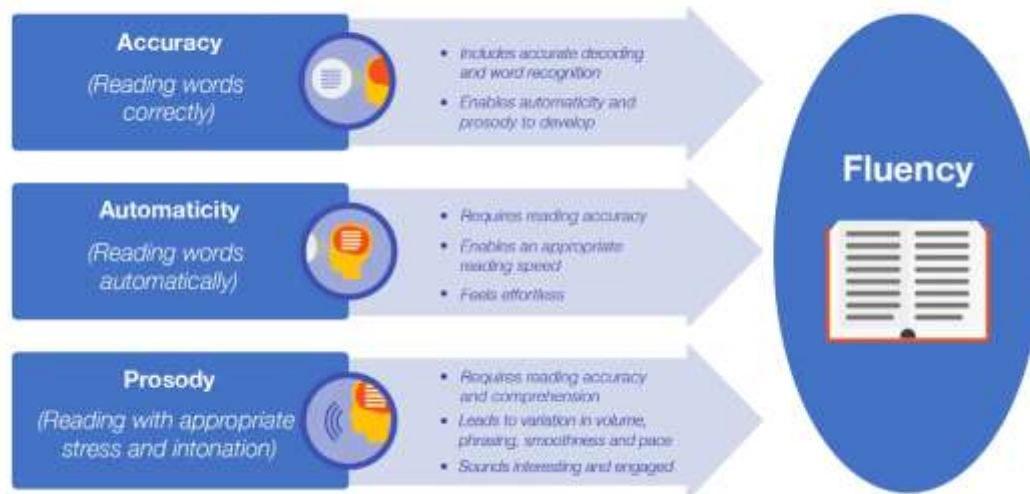 Accuracy
(Reading words
correctly)
• Includes accurate decoding
and word recognition
• Enables automaticity and
prosody to develop
Automaticity
(Reading words
automatically)
• Requires reading accuracy
• Enables an appropriate
reading speed
• Feels effortless
Prosody
(Reading with appropriate
stress and intonation)
• Requires reading accuracy
and comprehension
• Leads to variation in volume,
phrasing, smoothness and pace
• Sounds interesting and engaged
Fluency